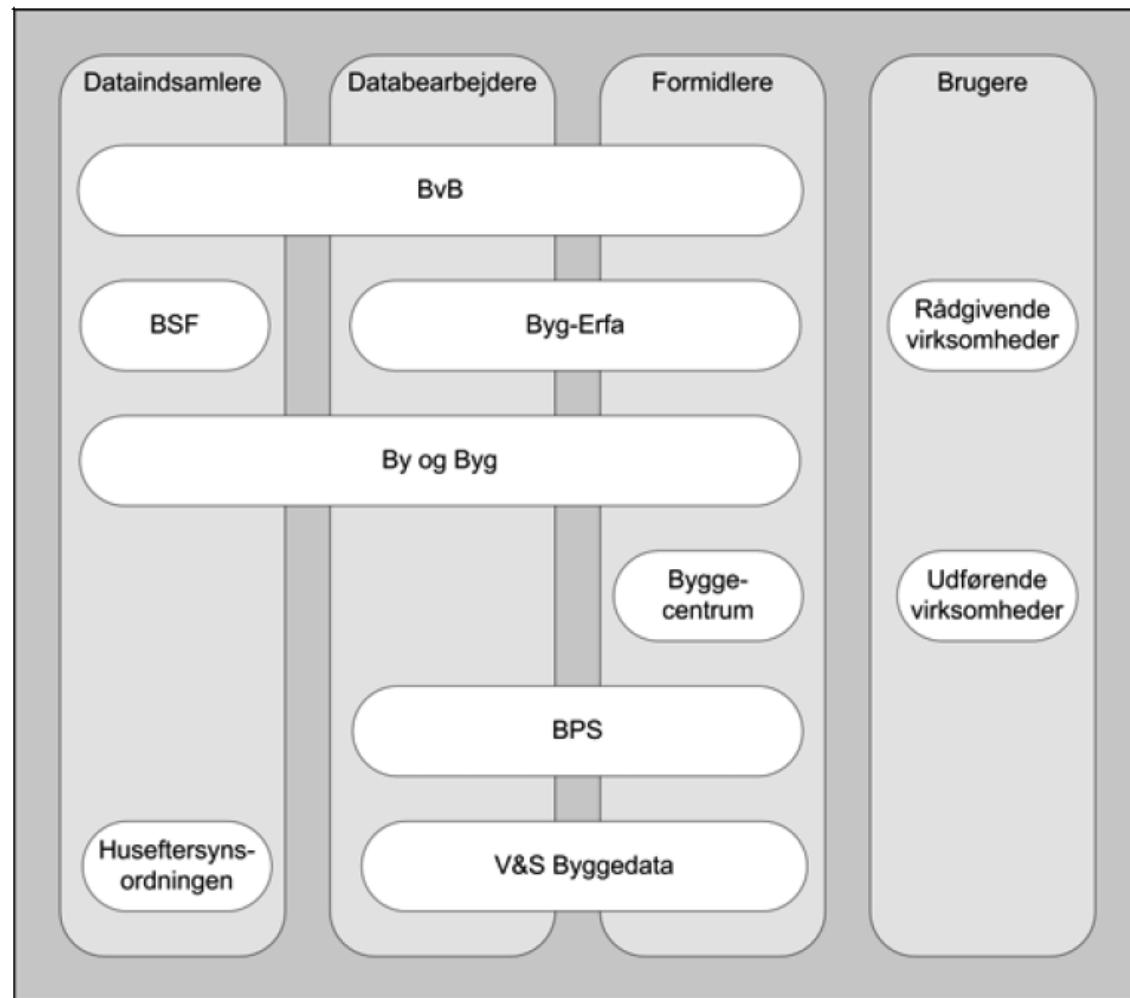 Dataindsamlere
Databearbejdere
Formidlere
Brugere
BvB
BSF
Byg-Erfa
Rådgivende
virksomheder
By og Byg
Bygge-
centrum
Udførende
virksomheder
BPS
Huseftersyns-
ordningen
V&S Byggedata